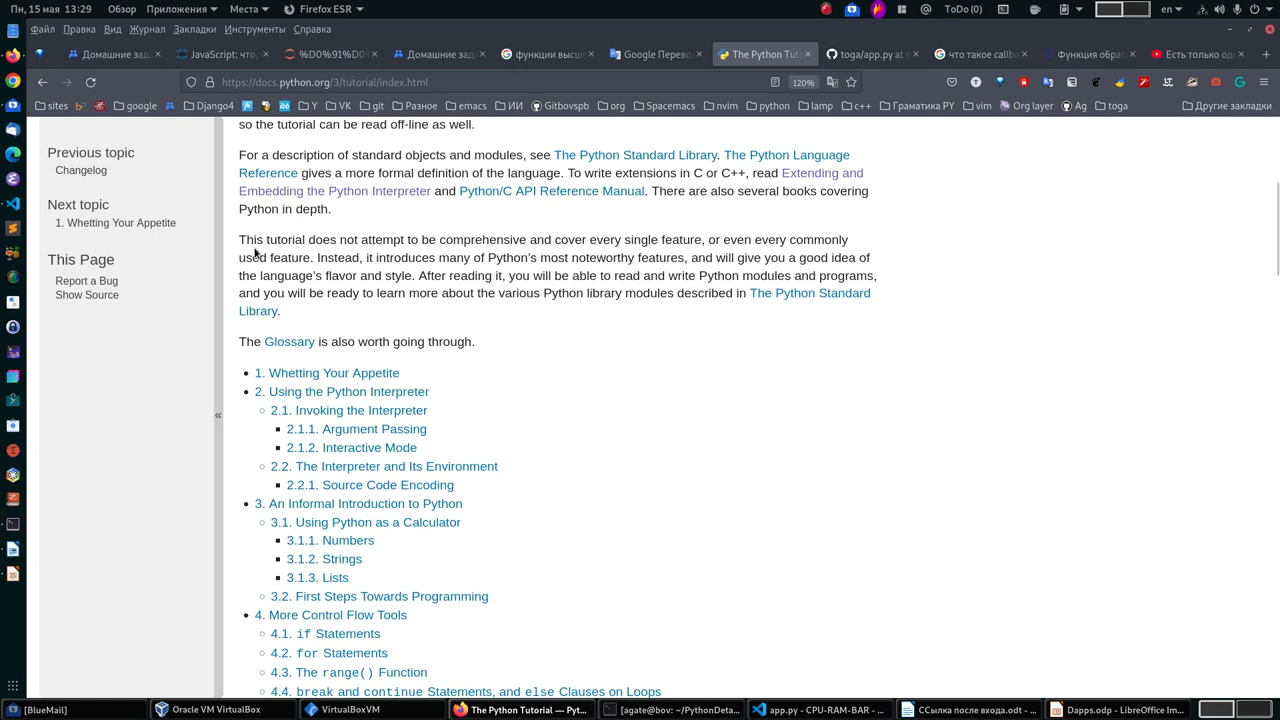 Пн, 15 мая 13:29
Обзор
Приложения
Места
Firefox ESR
ToDo(0)
en
Файл Правка Вид Журнал Закладки Инструменты Справка
Домашние зада
JavaScript: что,
%D0%91%D
Домашние зад
функции высш
Google Перево
The Python Tut
toga/app.py at
что такое callba
Функция обрат
Есть только од
https://docs.python.org/3/tutorial/index.html
120%
sites
google
Django4
Y
VK
git
Разное
emacs
ИИ
Gitbovspb
org
Spacemacs
nvim
python
lamp
c++
Граматика PY
vim
Org layer
Ag
toga
Другие закладки
so the tutorial can be read off-line as well.
Previous topic
Changelog
Next topic
1. Whetting Your Appetite
This Page
Report a Bug
Show Source
«
For a description of standard objects and modules, see The Python Standard Library. The Python Language
Reference gives a more formal definition of the language. To write extensions in C or C++, read Extending and
Embedding the Python Interpreter and Python/C API Reference Manual. There are also several books covering
Python in depth.
This tutorial does not attempt to be comprehensive and cover every single feature, or even every commonly
used feature. Instead, it introduces many of Python's most noteworthy features, and will give you a good idea of
the language's flavor and style. After reading it, you will be able to read and write Python modules and programs,
and you will be ready to learn more about the various Python library modules described in The Python Standard
Library.
The Glossary is also worth going through.
1. Whetting Your Appetite
2. Using the Python Interpreter
2.1. Invoking the Interpreter
2.1.1. Argument Passing
2.1.2. Interactive Mode
2.2. The Interpreter and Its Environment
2.2.1. Source Code Encoding
3. An Informal Introduction to Python
3.1. Using Python as a Calculator
3.1.1. Numbers
3.1.2. Strings
3.1.3. Lists
3.2. First Steps Towards Programming
4. More Control Flow Tools
4.1. if Statements
4.2. for Statements
4.3. The range() Function
4.4. break and continue Statements, and else Clauses on Loops
[BlueMail]
Oracle VM VirtualBox
VirtualBoxVM
The Python Tutorial — Pyt...
[agate@bov: ~/PythonDeta...
app.py - CPU-RAM-BAR - ...
ССылка после входа.odt - ...
Dapps.odp - LibreOffice Im...